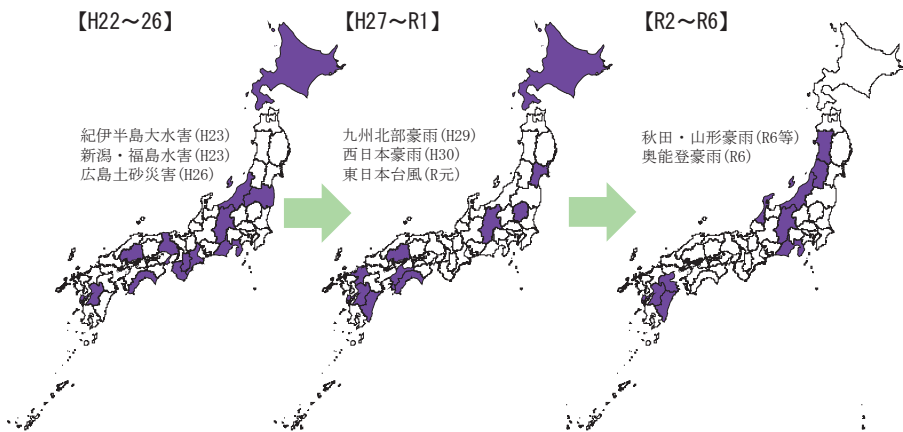 【H22～26】
紀伊半島大水害(H23)
新潟・福島水害(H23)
広島土砂災害(H26)
【H27～R1】
九州北部豪雨(H29)
西日本豪雨(H30)
東日本台風(R元)
【R2～R6】
秋田・山形豪雨(R6等)
奥能登豪雨(R6)